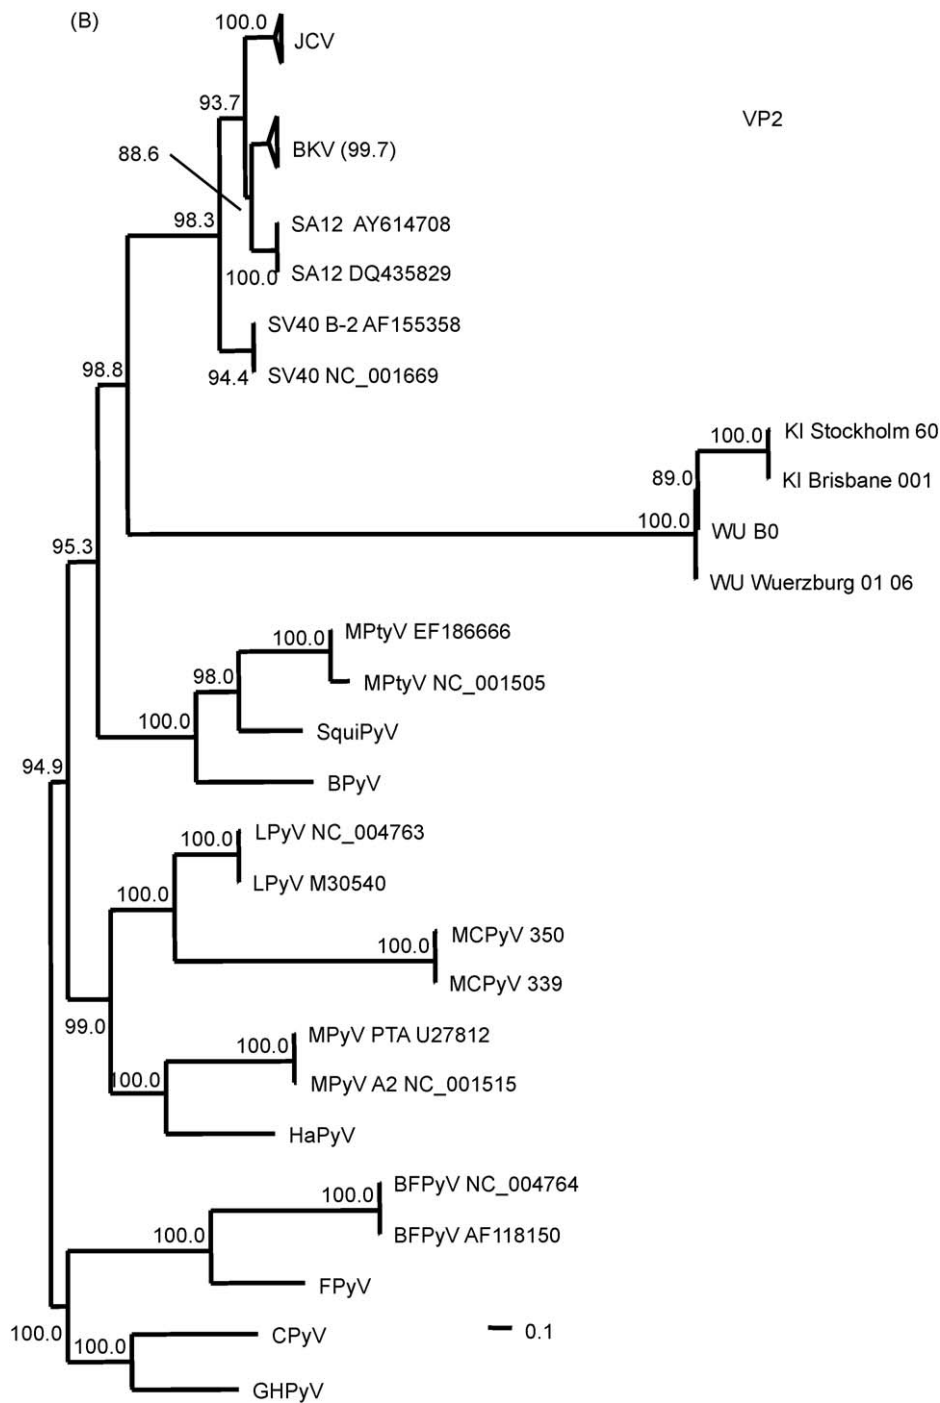 (B)
100.0
JCV
93.7
VP2
88.6
BKV (99.7)
98.3
SA12 AY614708
100.0
SA12 DQ435829
SV40 B-2 AF155358
98.8
94.4
SV40 NC_001669
100.0
KI Stockholm 60
89.0
KI Brisbane 001
100.0
WU B0
95.3
WU Wuerzburg 01 06
100.0
MPtyV EF186666
98.0
MPtyV NC_001505
100.0
SquiPyV
94.9
BPyV
100.0
LPyV NC_004763
100.0
LPyV M30540
100.0
MCPyV 350
MCPyV 339
99.0
100.0
MPyV PTA U27812
100.0
MPyV A2 NC_001515
HaPyV
100.0
BFPyV NC_004764
100.0
BFPyV AF118150
FPyV
100.0
100.0
CPyV
0.1
GHPyV